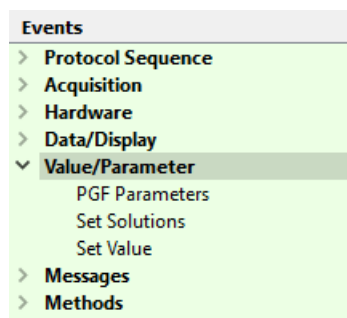 Events
Protocol Sequence
Acquisition
Hardware
Data/Display
Value/Parameter
PGF Parameters
Set Solutions
Set Value
Messages
Methods